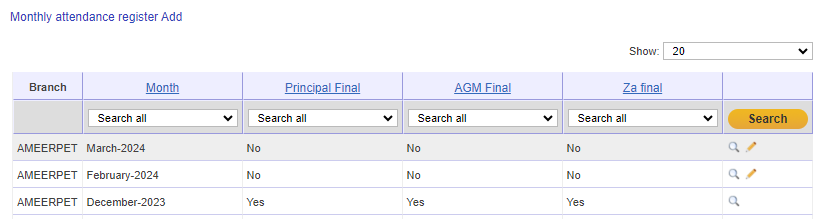 Monthly attendance register Add
Show: 20
Branch Month Principal Final AGM Final Za final
Search all Search all Search all Search all Search
AMEERPET March-2024 No No No
AMEERPET February-2024 No No No
AMEERPET December-2023 Yes Yes Yes